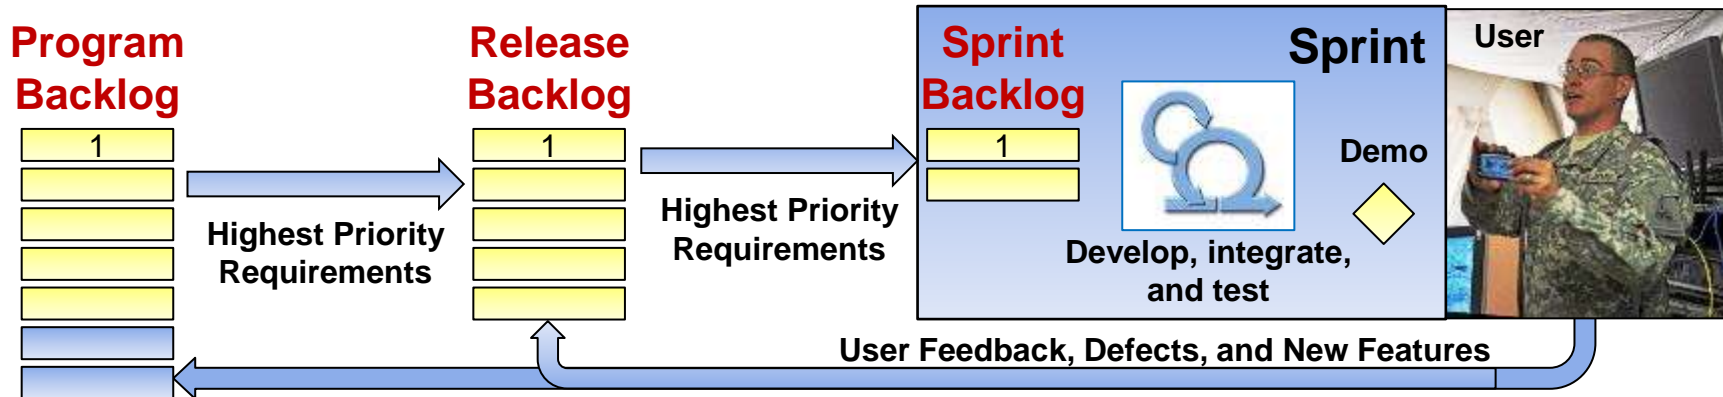 Program
Backlog
1
Highest Priority
Requirements
Release
Backlog
1
Highest Priority
Requirements
Sprint
Backlog
1
Sprint
Develop, integrate,
and test
Demo
User
User Feedback, Defects, and New Features